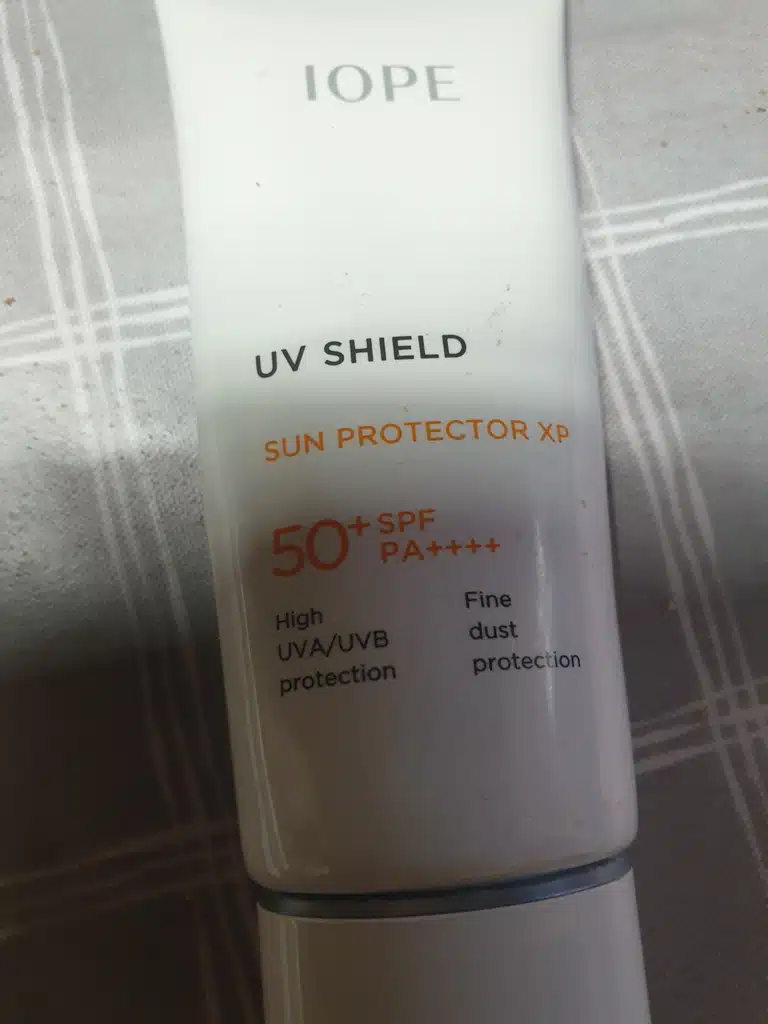 IOPE
UV SHIELD
SUN PROTECTOR XP
50+ SPF
PA++++
High
UVA/UVB
protection
Fine
dust
protection